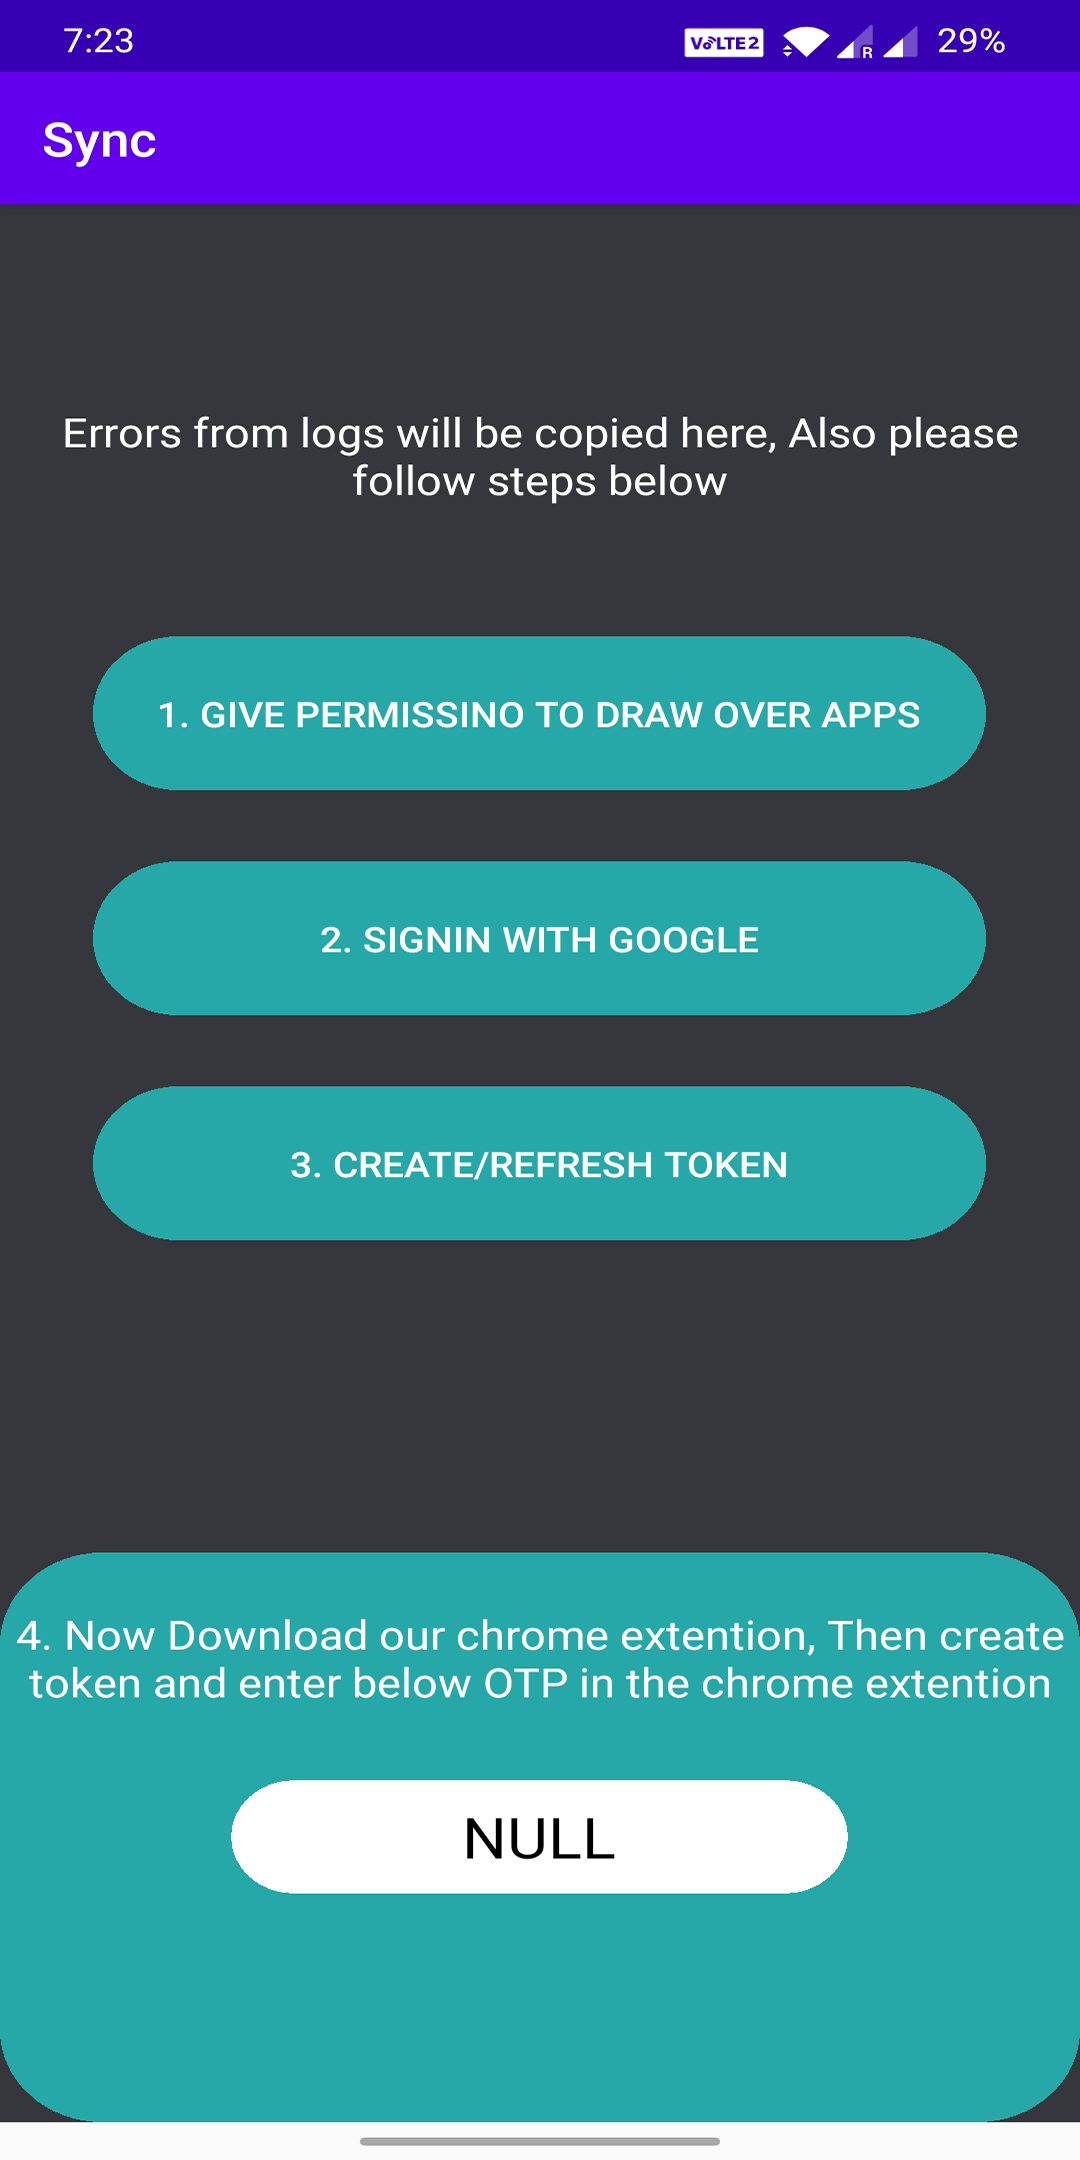 7:23
VoLTE2
R
29%
Sync
Errors from logs will be copied here, Also please
follow steps below
1. GIVE PERMISSINO TO DRAW OVER APPS
2. SIGNIN WITH GOOGLE
3. CREATE/REFRESH TOKEN
4. Now Download our chrome extention, Then create
token and enter below OTP in the chrome extention
NULL